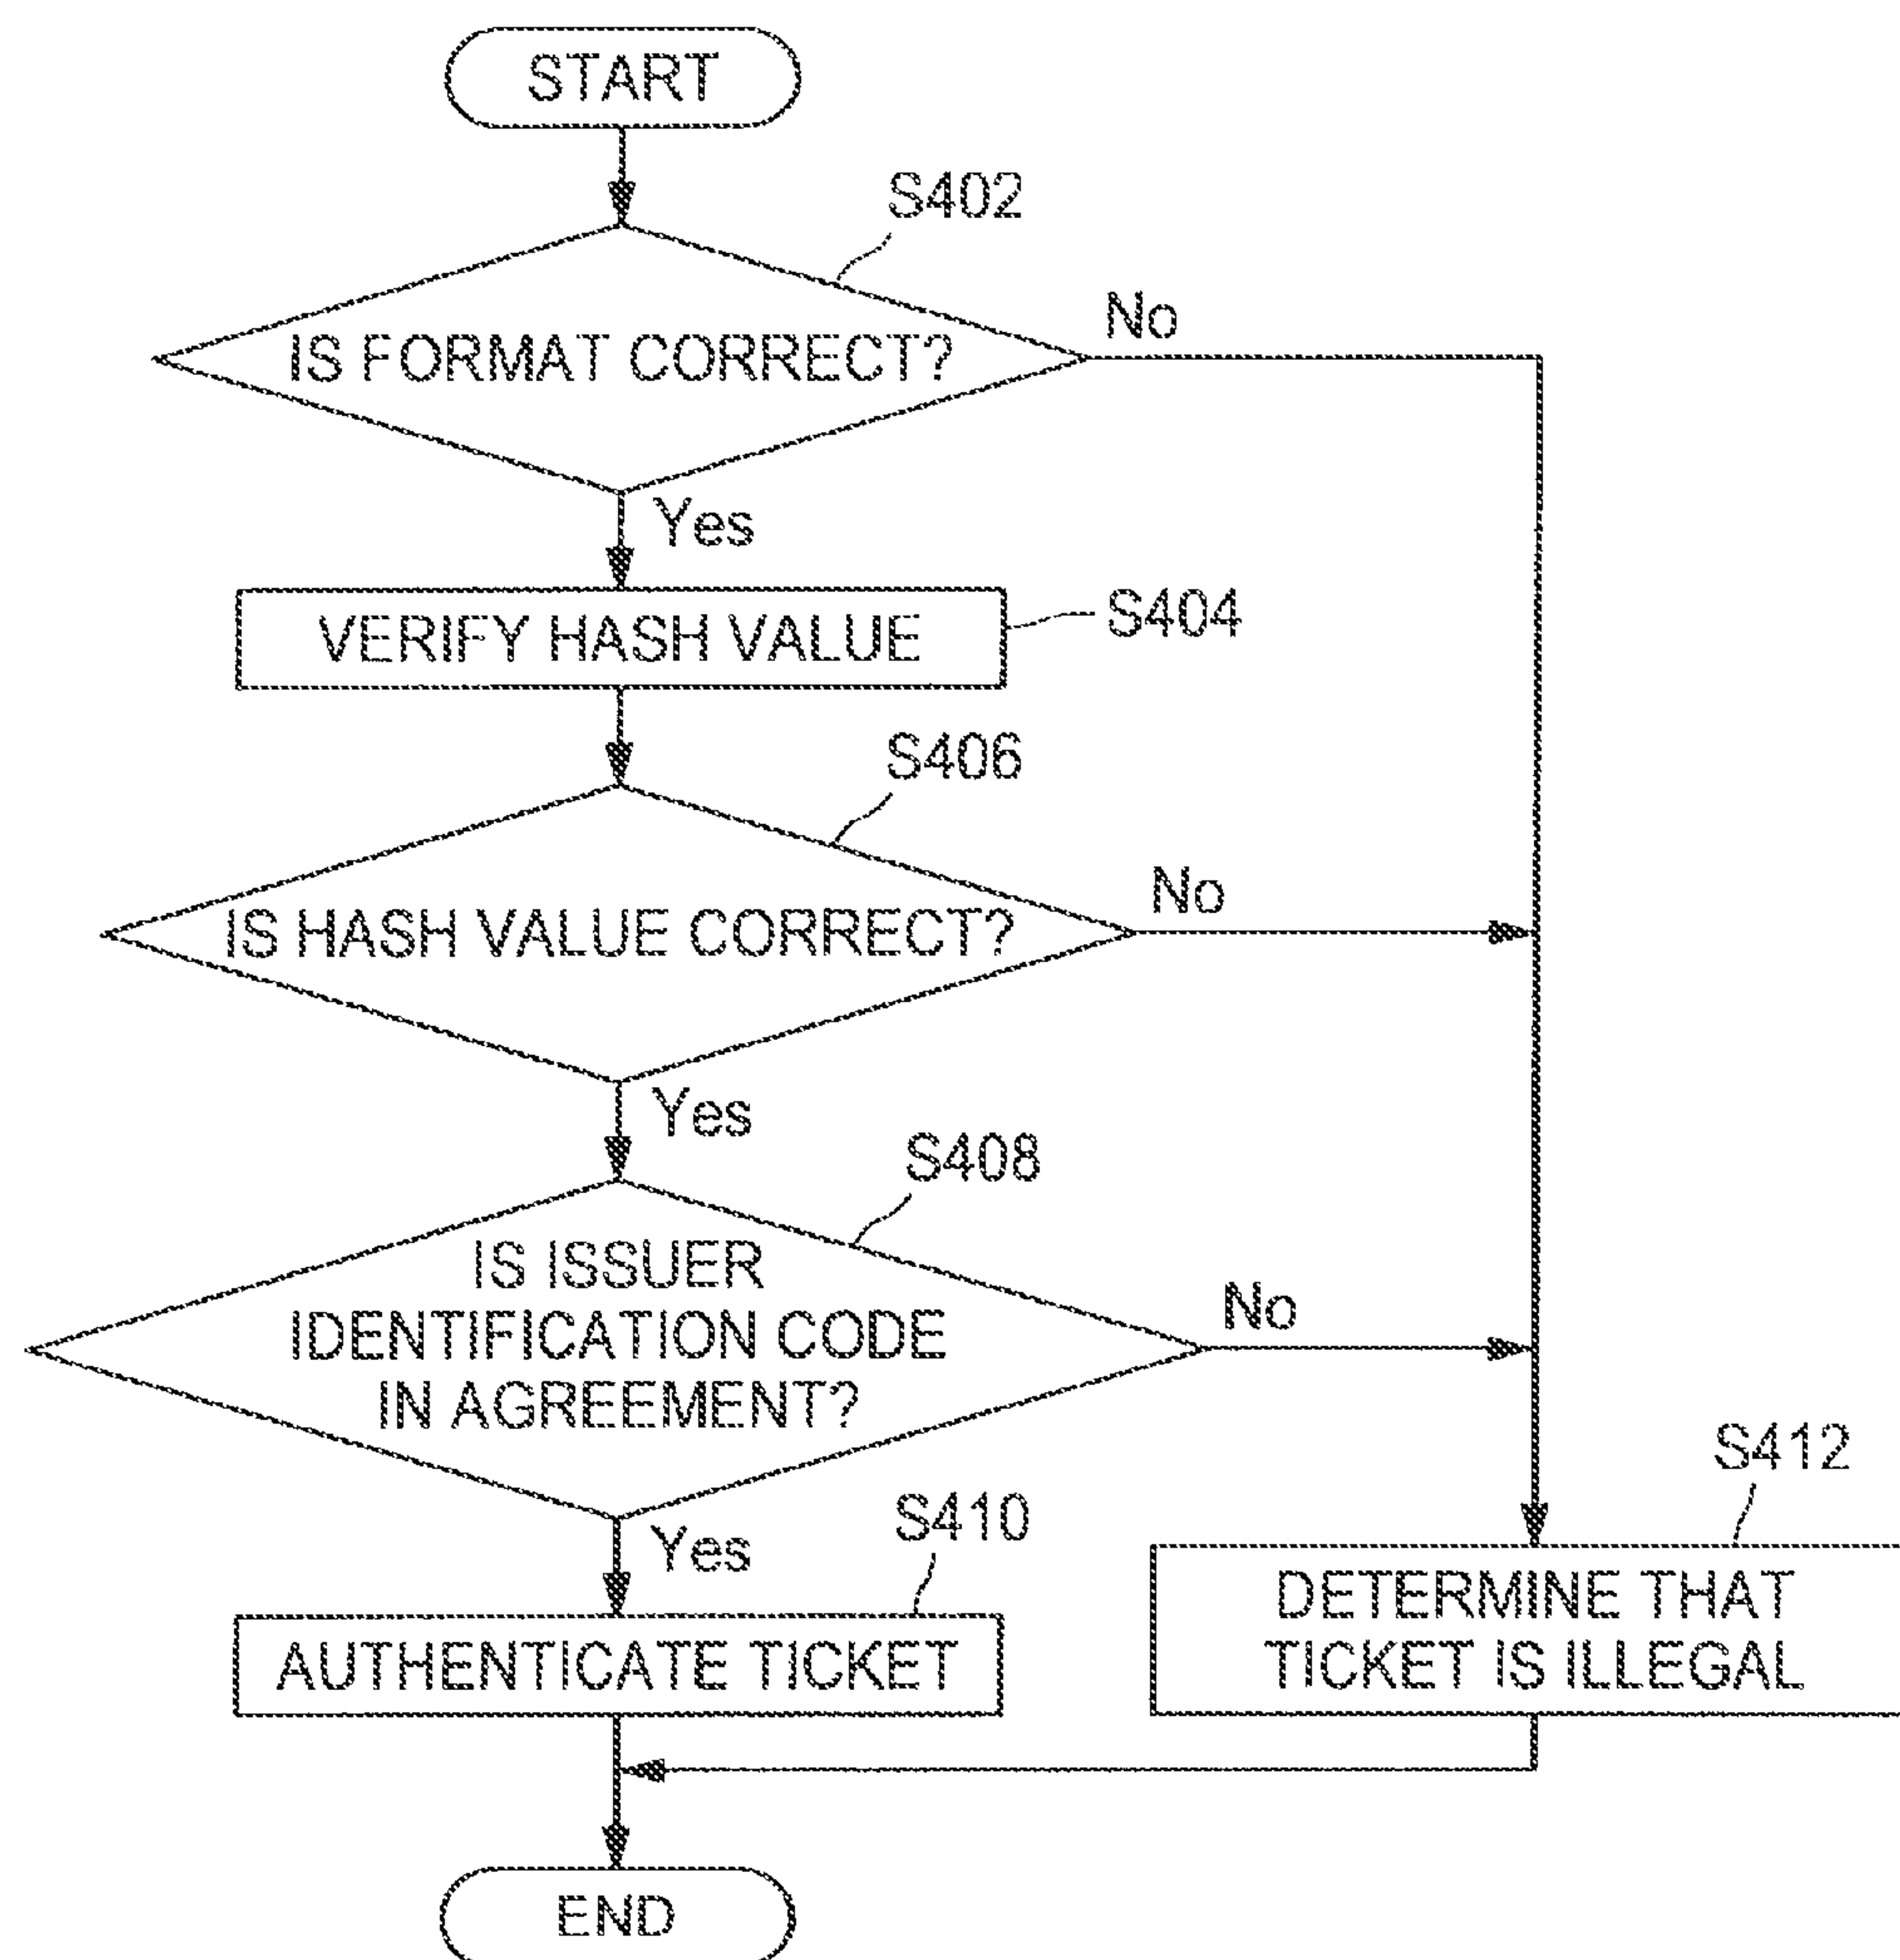 START
S402
IS FORMAT CORRECT?
No
Yes
VERIFY HASH VALUE
S404
S406
IS HASH VALUE CORRECT?
No
Yes
S408
IS ISSUER
IDENTIFICATION CODE
IN AGREEMENT?
No
Yes
S410
AUTHENTICATE TICKET
S412
DETERMINE THAT
TICKET IS ILLEGAL
END